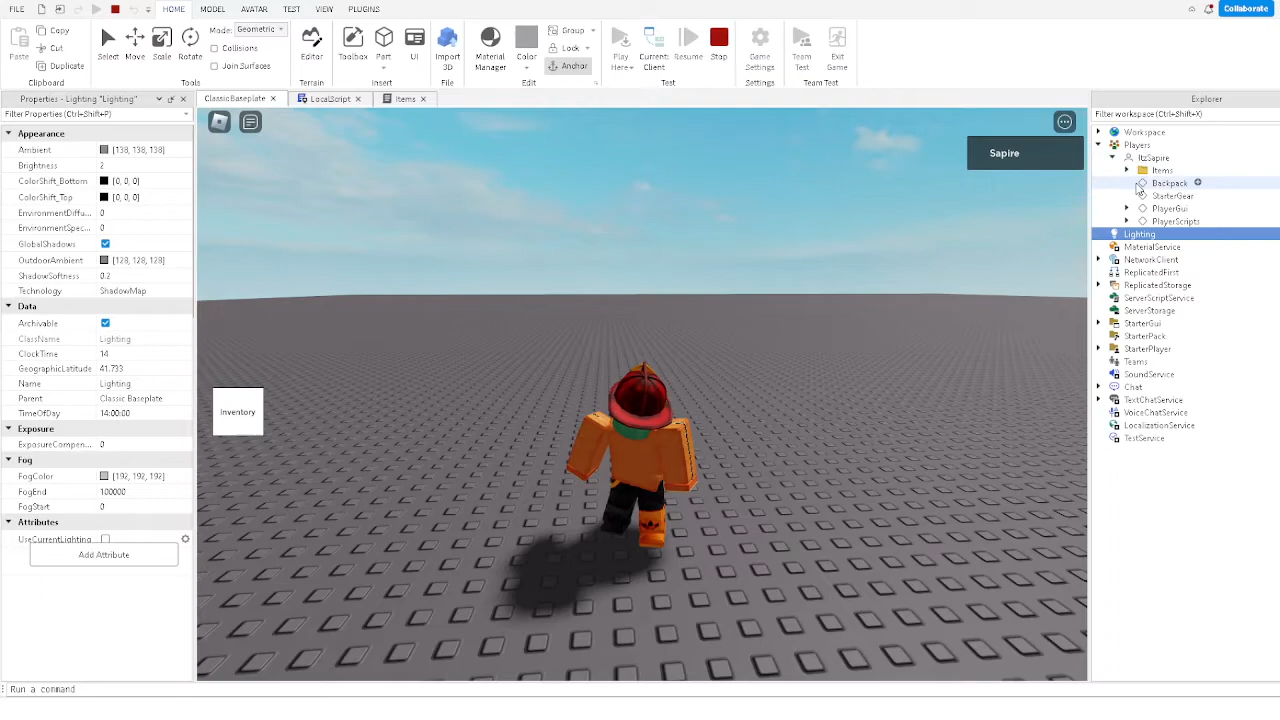 FILE
HOME
MODEL
AVATAR
TEST
VIEW
PLUGINS
Collaborate
Paste
Copy
Cut
Duplicate
Clipboard
Select
Move
Scale
Rotate
Mode: Geometric
Collisions
Join Surfaces
Tools
Editor
Terrain
Toolbox
Part
UI
Insert
Import 3D
File
Material Manager
Color
Group
Lock
Anchor
Edit
Play Here
Current: Client
Resume
Stop
Test
Game Settings
Settings
Team Test
Exit Game
Team Test
Properties - Lighting "Lighting"
Filter Properties (Ctrl+Shift+P)
Appearance
Ambient [138, 138, 138]
Brightness 2
ColorShift_Bottom [0, 0, 0]
ColorShift_Top [0, 0, 0]
EnvironmentDiffu... 0
EnvironmentSpec... 0
GlobalShadows
OutdoorAmbient [128, 128, 128]
ShadowSoftness 0.2
Technology ShadowMap
Data
Archivable
ClassName Lighting
ClockTime 14
GeographicLatitude 41.733
Name Lighting
Parent Classic Baseplate
TimeOfDay 14:00:00
Exposure
ExposureCompen... 0
Fog
FogColor [192, 192, 192]
FogEnd 100000
FogStart 0
Attributes
UseCurrentLighting
Add Attribute
ClassicBaseplate
LocalScript
Items
Sapire
Inventory
Explorer
Filter workspace (Ctrl+Shift+X)
Workspace
Players
ItzSapire
Items
Backpack
StarterGear
PlayerGui
PlayerScripts
Lighting
MaterialService
NetworkClient
ReplicatedFirst
ReplicatedStorage
ServerScriptService
ServerStorage
StarterGui
StarterPack
StarterPlayer
Teams
SoundService
Chat
TextChatService
VoiceChatService
LocalizationService
TestService
Run a command